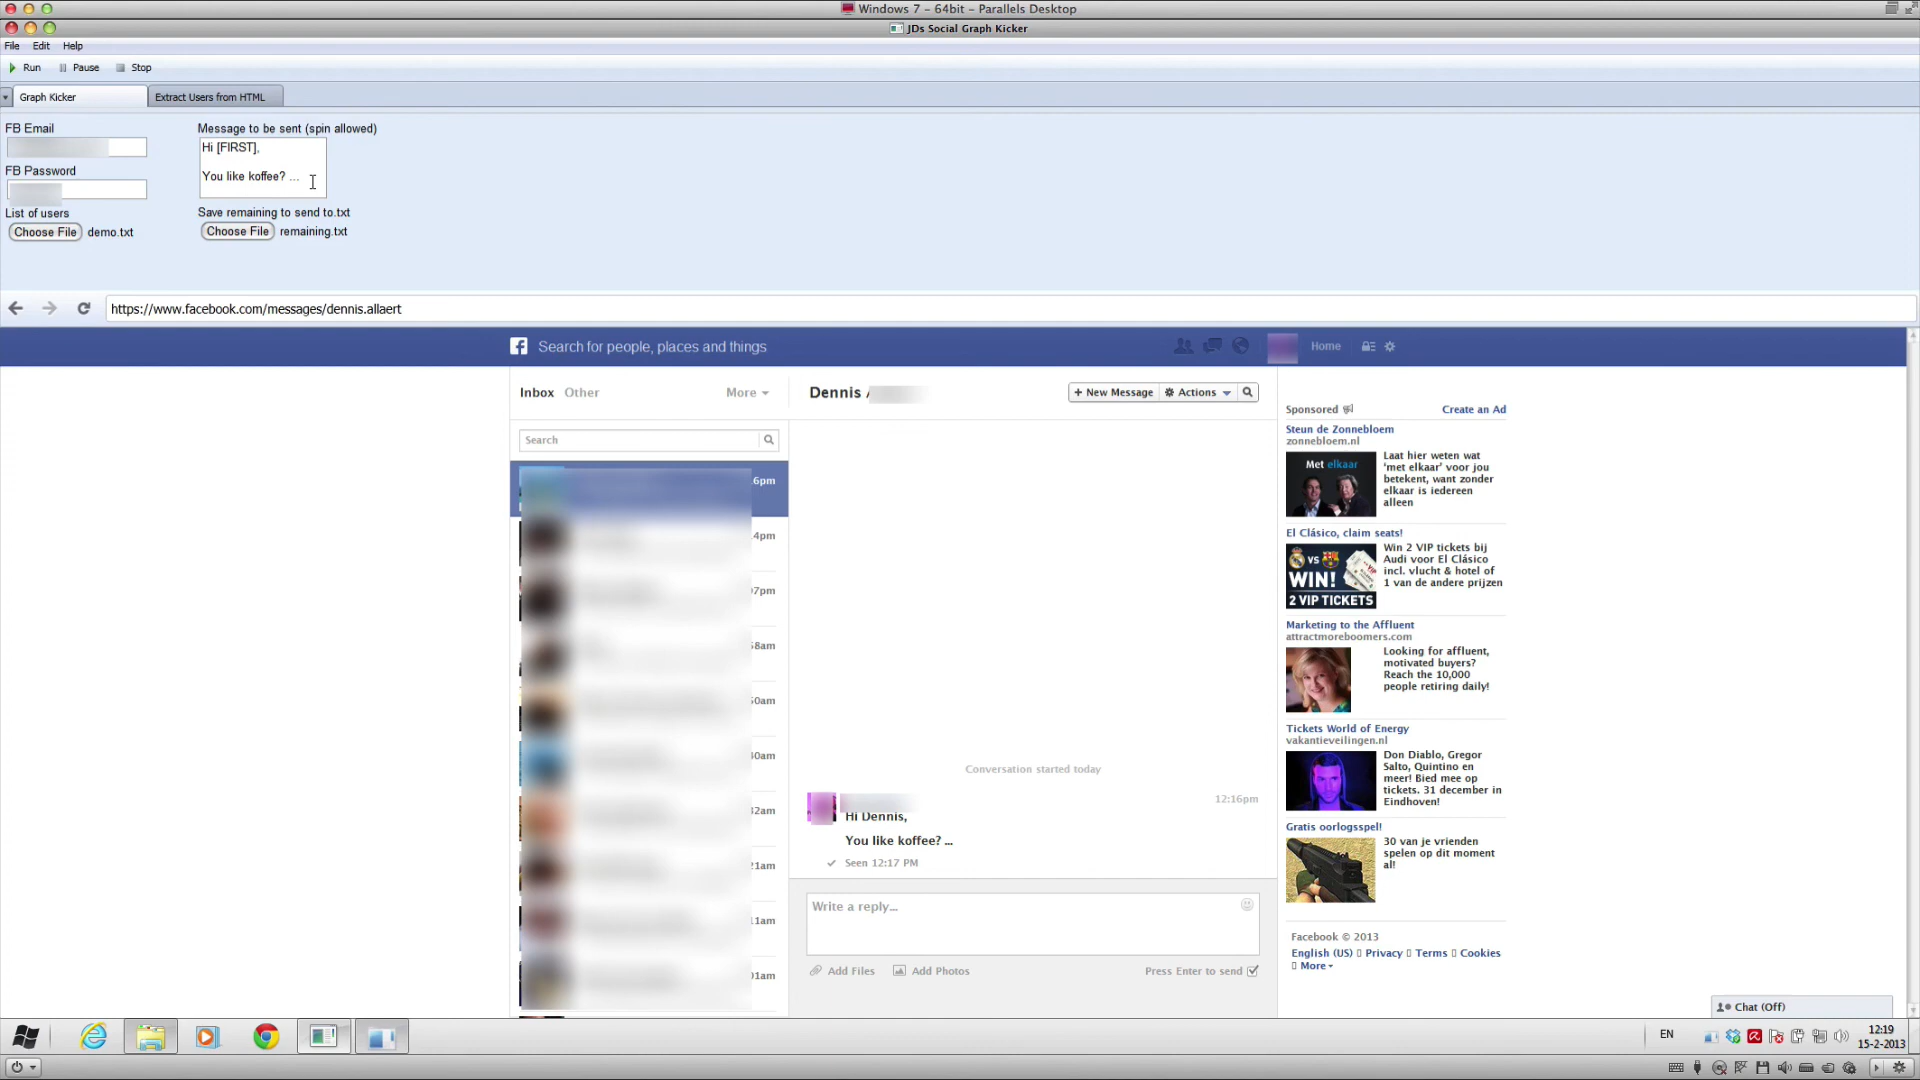 Windows 7 - 64bit - Parallels Desktop
JDs Social Graph Kicker
File Edit Help
Run Pause Stop
Graph Kicker Extract Users from HTML
FB Email
FB Password
List of users
Choose File demo.txt
Message to be sent (spin allowed)
Hi [FIRST],
You like koffee? ...
Save remaining to send to.txt
Choose File remaining.txt
https://www.facebook.com/messages/dennis.allaert
Search for people, places and things
Home
Inbox Other More
Search
6pm
4pm
7pm
8am
0am
0am
2am
21am
11am
01am
Dennis
+ New Message Actions
Conversation started today
12:16pm
Hi Dennis,
You like koffee? ...
Seen 12:17 PM
Write a reply...
Add Files Add Photos Press Enter to send
Sponsored Create an Ad
Steun de Zonnebloem
zonnebloem.nl
Met elkaar
Laat hier weten wat
'met elkaar' voor jou
betekent, want zonder
elkaar is iedereen
alleen
El Clásico, claim seats!
VS
WIN!
2 VIP TICKETS
Win 2 VIP tickets bij
Audi voor El Clásico
incl. vlucht & hotel of
1 van de andere prijzen
Marketing to the Affluent
attractmoreboomers.com
Looking for affluent,
motivated buyers?
Reach the 10,000
people retiring daily!
Tickets World of Energy
vakantieveilingen.nl
Don Diablo, Gregor
Salto, Quintino en
meer! Bied mee op
tickets. 31 december in
Eindhoven!
Gratis oorlogsspel!
30 van je vrienden
spelen op dit moment
al!
Facebook © 2013
English (US) Privacy Terms Cookies
More
Chat (Off)
EN
12:19
15-2-2013